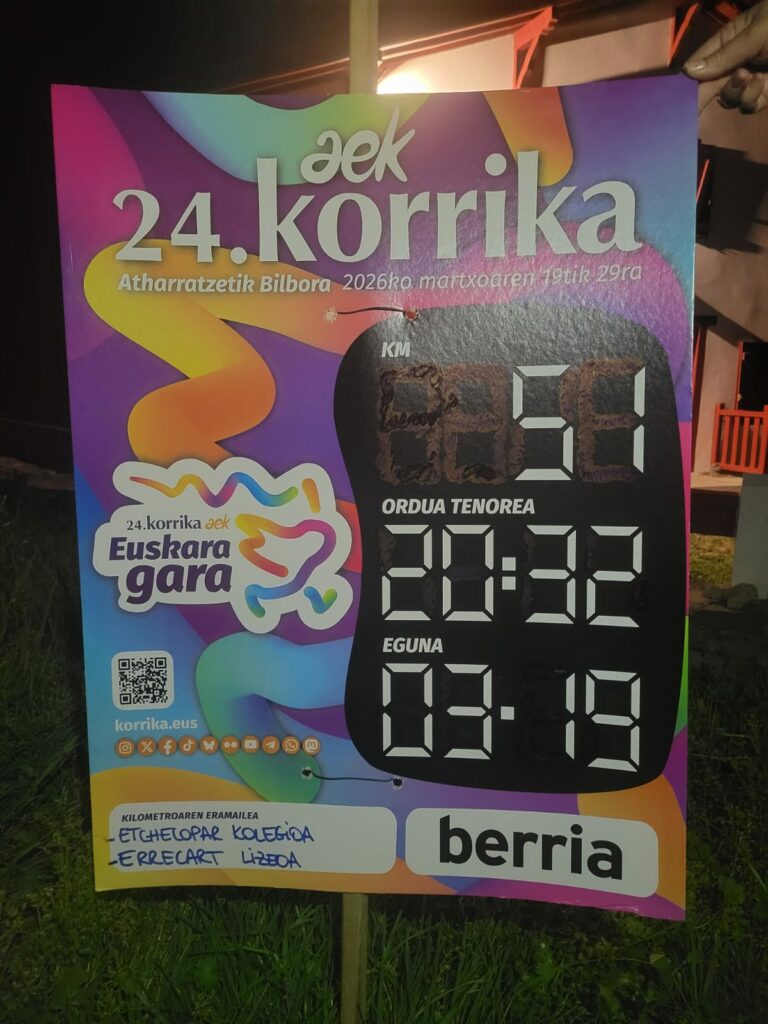 aek
24.korrika
Atharratzetik Bilbora 2026ko martxoaren 19tik 29ra
KM
51
ORDUA TENOREA
20:32
EGUNA
03·19
24.korrika aek
Euskara
gara
korrika.eus
KILOMETROAREN ERAMAILEA
-ETCHECOPAR KOLEGIOA
-ERRECART LiZEOA
berria